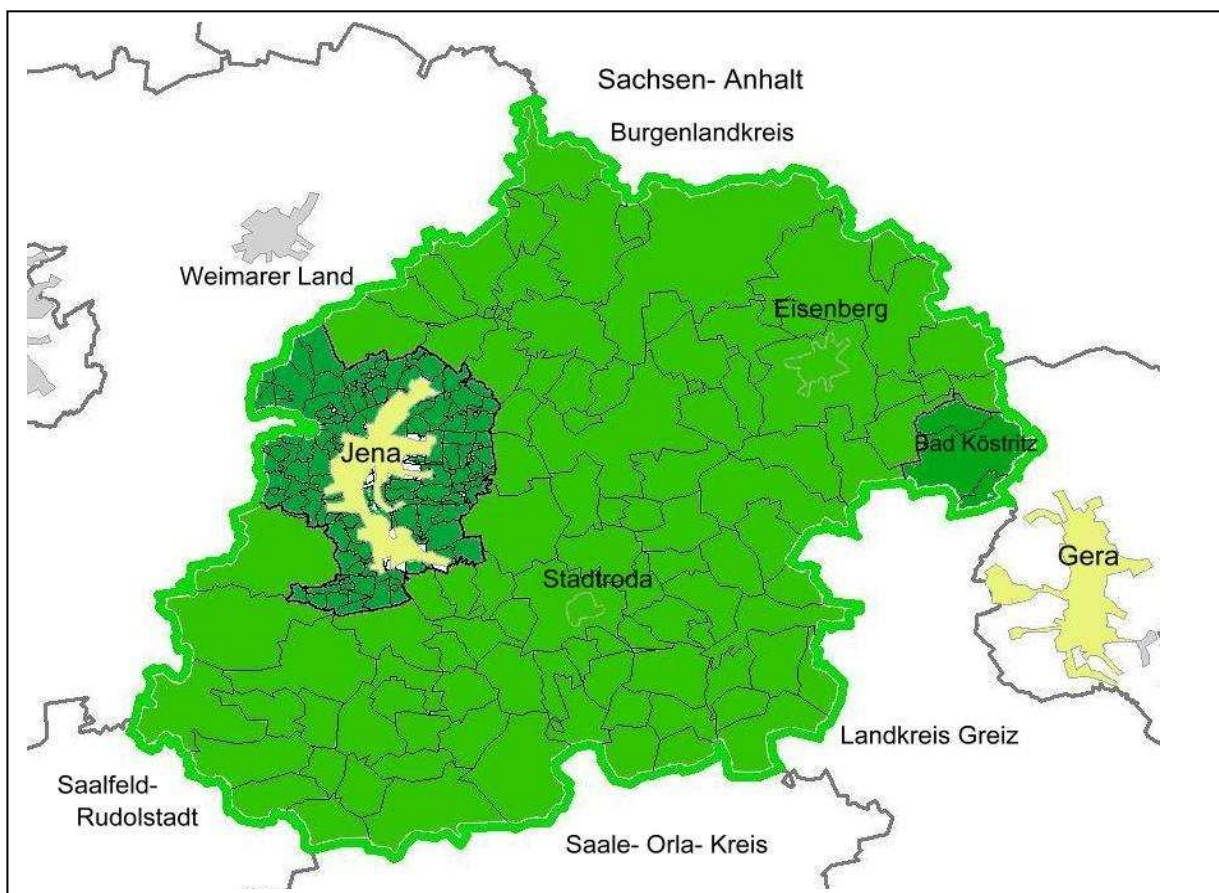 Sachsen- Anhalt
Burgenlandkreis
Weimarer Land
Eisenberg
Bad Köstritz
Jena
Gera
Stadtroda
Landkreis Greiz
Saalfeld-
Rudolstadt
Saale- Orla- Kreis